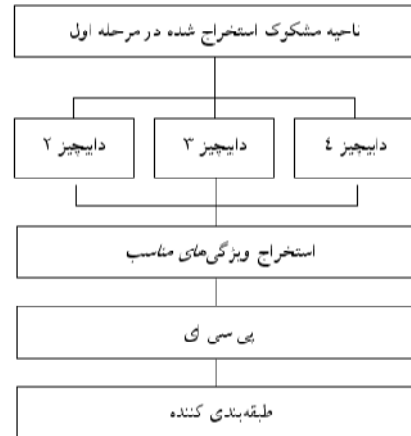 ناحیه مشکوک استخراج شده در مرحله اول
دابیچیز ٤
دابیچیز ۳
دابیچیز ۲
استخراج ویژگی‌های مناسب
پی سی ای
طبقه‌بندی کننده